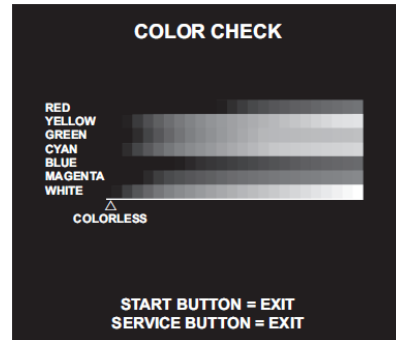 COLOR CHECK
RED
YELLOW
GREEN
CYAN
BLUE
MAGENTA
WHITE
COLORLESS
START BUTTON = EXIT
SERVICE BUTTON = EXIT